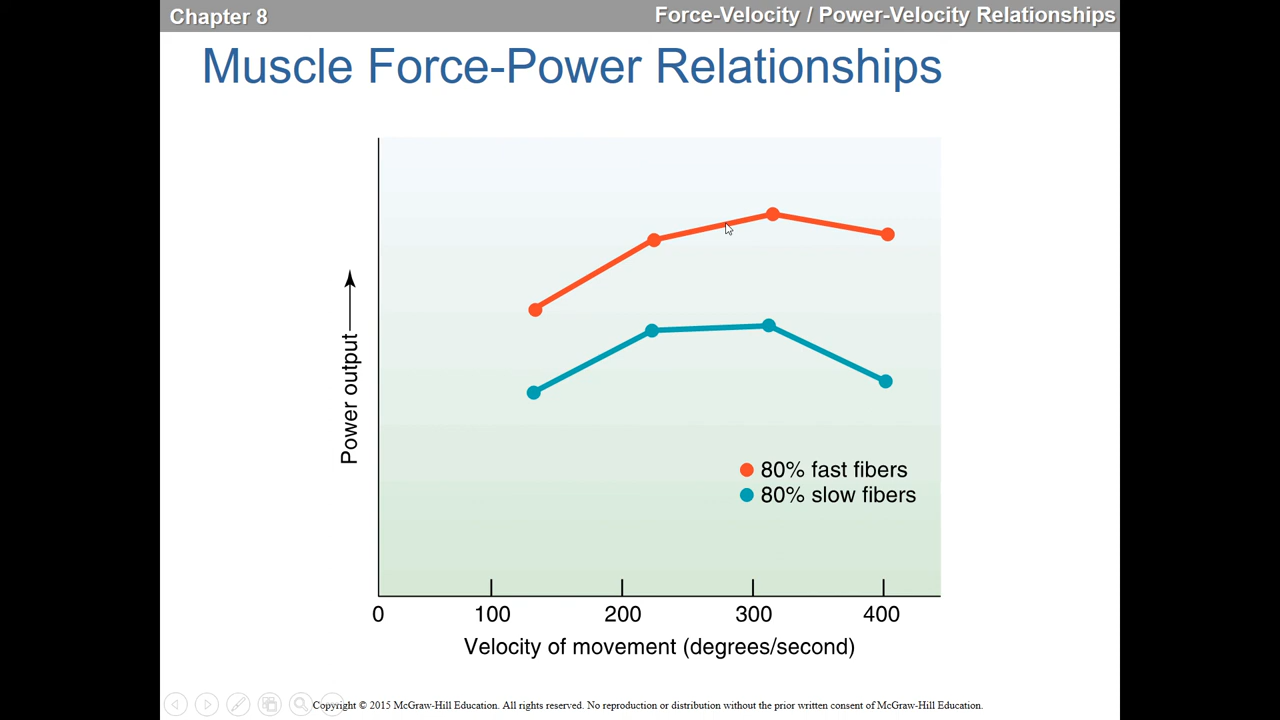 Chapter 8
Force-Velocity / Power-Velocity Relationships
Muscle Force-Power Relationships
Power output
80% fast fibers
80% slow fibers
0 100 200 300 400
Velocity of movement (degrees/second)
Copyright © 2015 McGraw-Hill Education. All rights reserved. No reproduction or distribution without the prior written consent of McGraw-Hill Education.